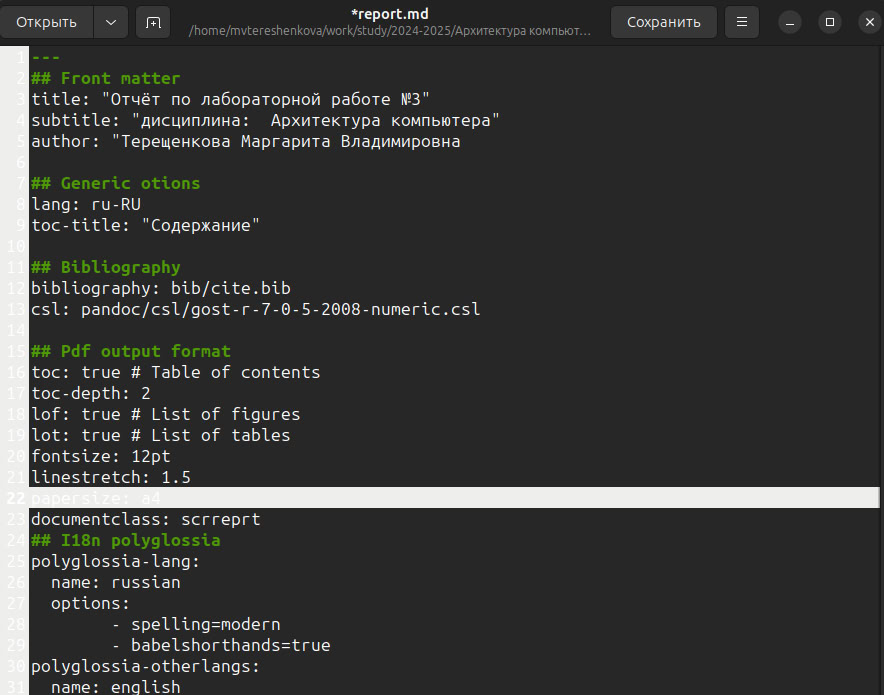 Открыть
*report.md
/home/mvtereshenkova/work/study/2024-2025/Архитектура компьют...
Сохранить
1 ---
2 ## Front matter
3 title: "Отчёт по лабораторной работе №3"
4 subtitle: "дисциплина:  Архитектура компьютера"
5 author: "Терещенкова Маргарита Владимировна
6
7 ## Generic otions
8 lang: ru-RU
9 toc-title: "Содержание"
10
11 ## Bibliography
12 bibliography: bib/cite.bib
13 csl: pandoc/csl/gost-r-7-0-5-2008-numeric.csl
14
15 ## Pdf output format
16 toc: true # Table of contents
17 toc-depth: 2
18 lof: true # List of figures
19 lot: true # List of tables
20 fontsize: 12pt
21 linestretch: 1.5
22 papersize: a4
23 documentclass: scrreprt
24 ## I18n polyglossia
25 polyglossia-lang:
26   name: russian
27   options:
28         - spelling=modern
29         - babelshorthands=true
30 polyglossia-otherlangs:
31   name: english